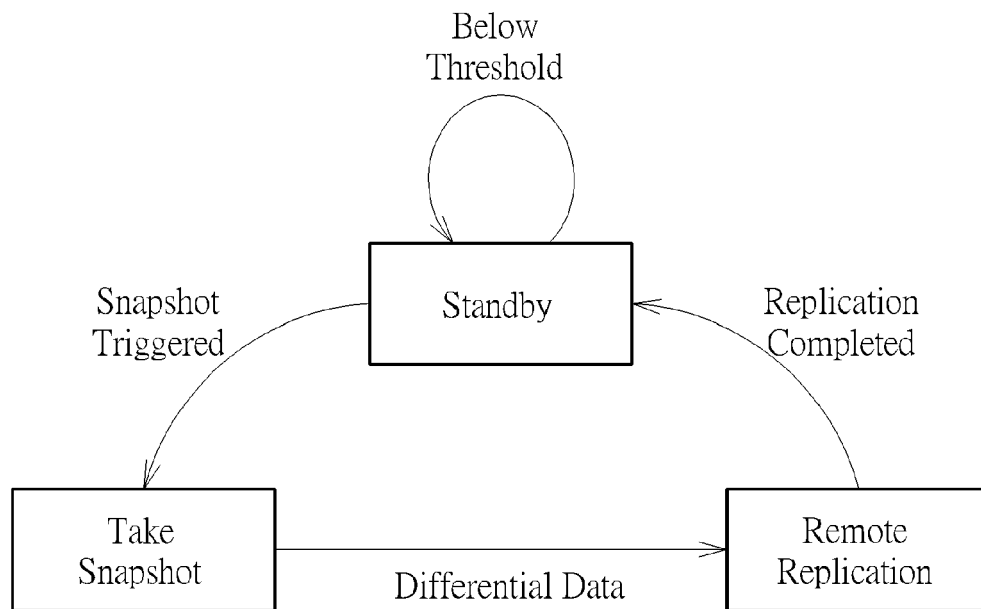 Below
Threshold
Snapshot
Triggered
Standby
Replication
Completed
Take
Snapshot
Differential Data
Remote
Replication